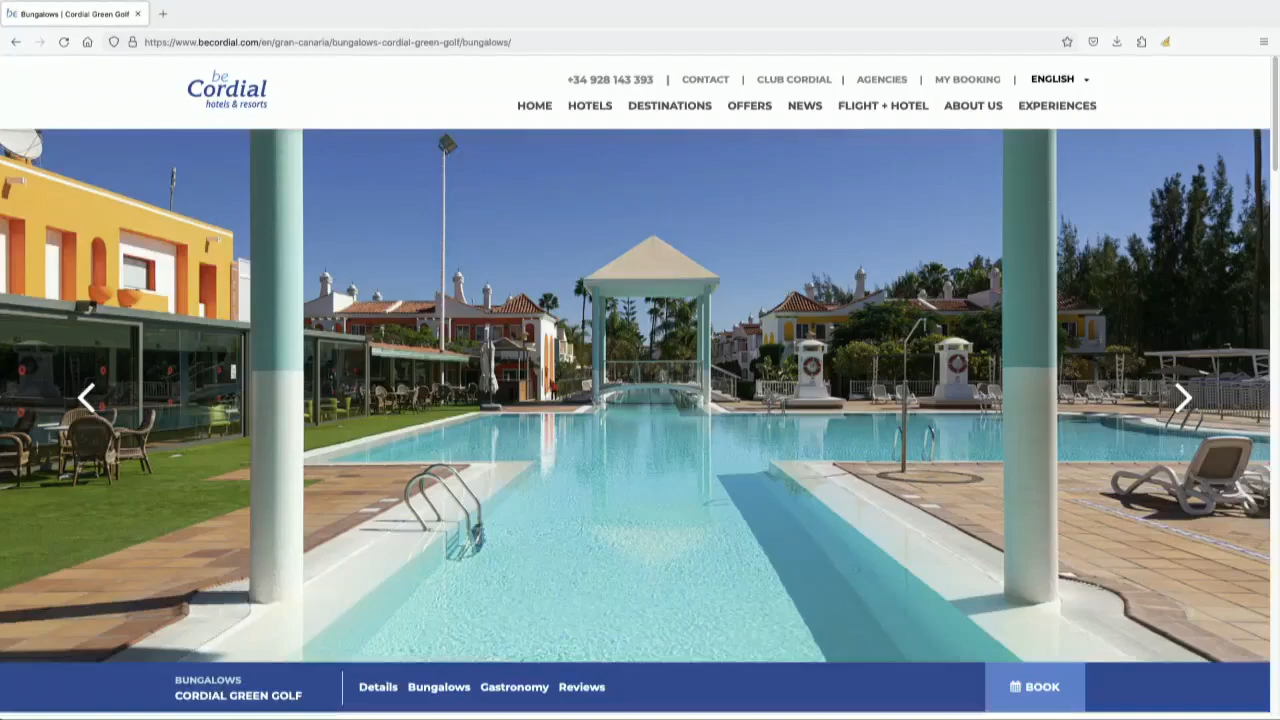 be Bungalows | Cordial Green Golf
https://www.becordial.com/en/gran-canaria/bungalows-cordial-green-golf/bungalows/
be
Cordial
hotels & resorts
+34 928 143 393 | CONTACT | CLUB CORDIAL | AGENCIES | MY BOOKING | ENGLISH
HOME HOTELS DESTINATIONS OFFERS NEWS FLIGHT + HOTEL ABOUT US EXPERIENCES
BUNGALOWS
CORDIAL GREEN GOLF
Details Bungalows Gastronomy Reviews
BOOK